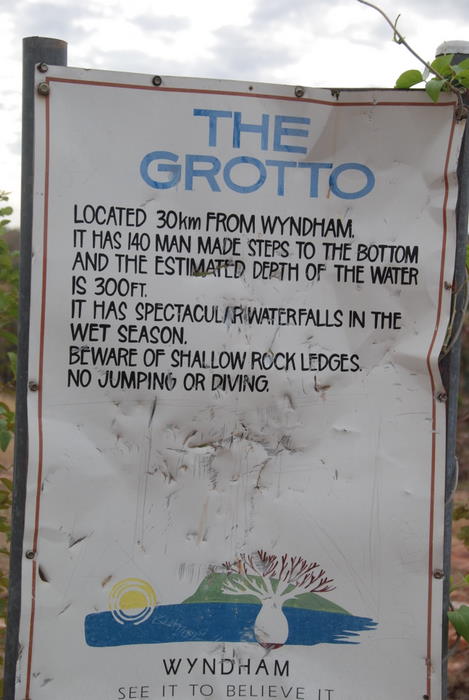 THE
GROTTO
LOCATED 30km FROM WYNDHAM.
IT HAS 140 MAN MADE STEPS TO THE BOTTOM
AND THE ESTIMATED DEPTH OF THE WATER
IS 300FT.
IT HAS SPECTACULAR WATERFALLS IN THE
WET SEASON.
BEWARE OF SHALLOW ROCK LEDGES.
NO JUMPING OR DIVING.
WYNDHAM
SEE IT TO BELIEVE IT